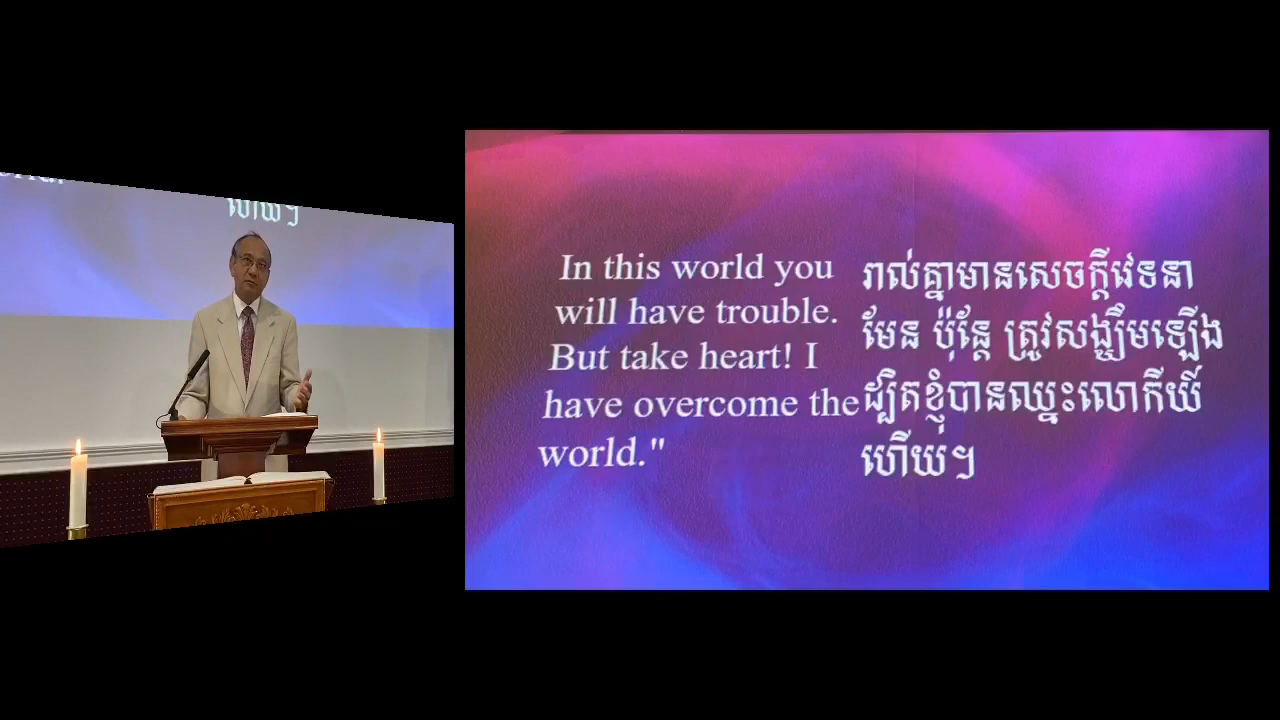 In this world you
will have trouble.
But take heart! I
have overcome the
world."
រាល់គ្នាមានសេចក្ដីវេទនា
មែន ប៉ុន្តែ ត្រូវសង្ឃឹមឡើង
ដ្បិតខ្ញុំបានឈ្នះលោកីយ៍
ហើយ។
ហើយ។